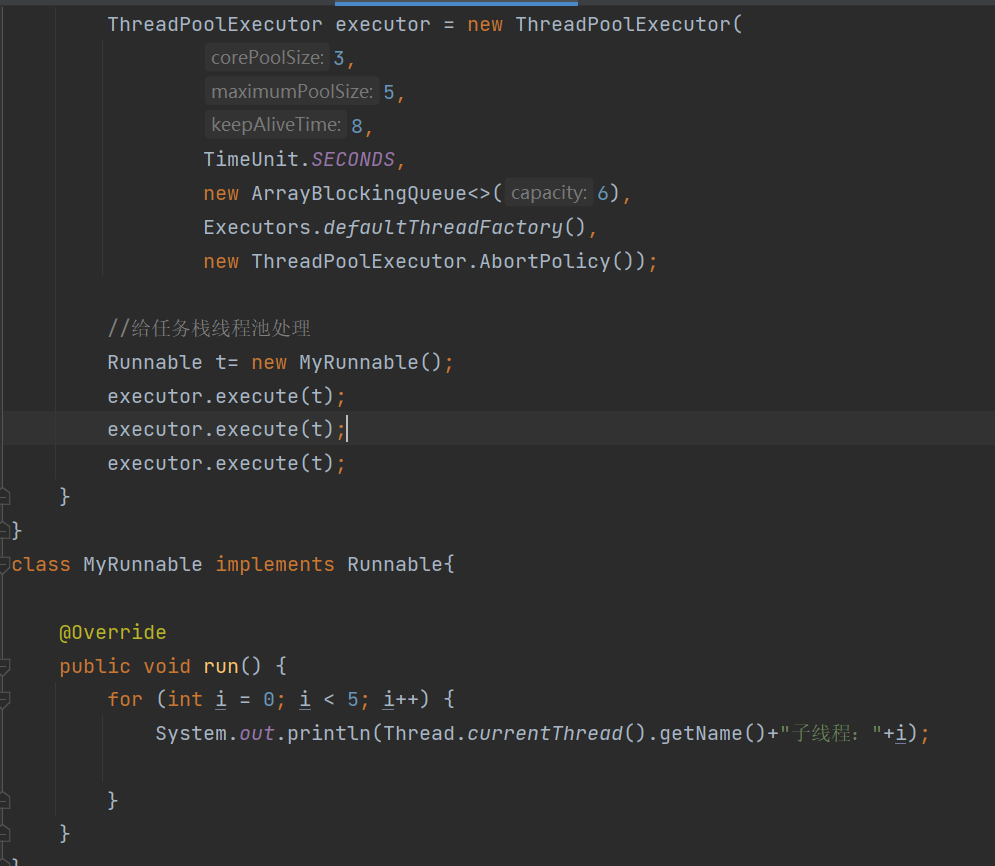 ThreadPoolExecutor executor = new ThreadPoolExecutor(
corePoolSize: 3,
maximumPoolSize: 5,
keepAliveTime: 8,
TimeUnit.SECONDS,
new ArrayBlockingQueue<>( capacity: 6),
Executors.defaultThreadFactory(),
new ThreadPoolExecutor.AbortPolicy());
//给任务栈线程池处理
Runnable t= new MyRunnable();
executor.execute(t);
executor.execute(t);
executor.execute(t);
}
}
class MyRunnable implements Runnable{
@Override
public void run() {
for (int i = 0; i < 5; i++) {
System.out.println(Thread.currentThread().getName()+"子线程："+i);
}
}
}